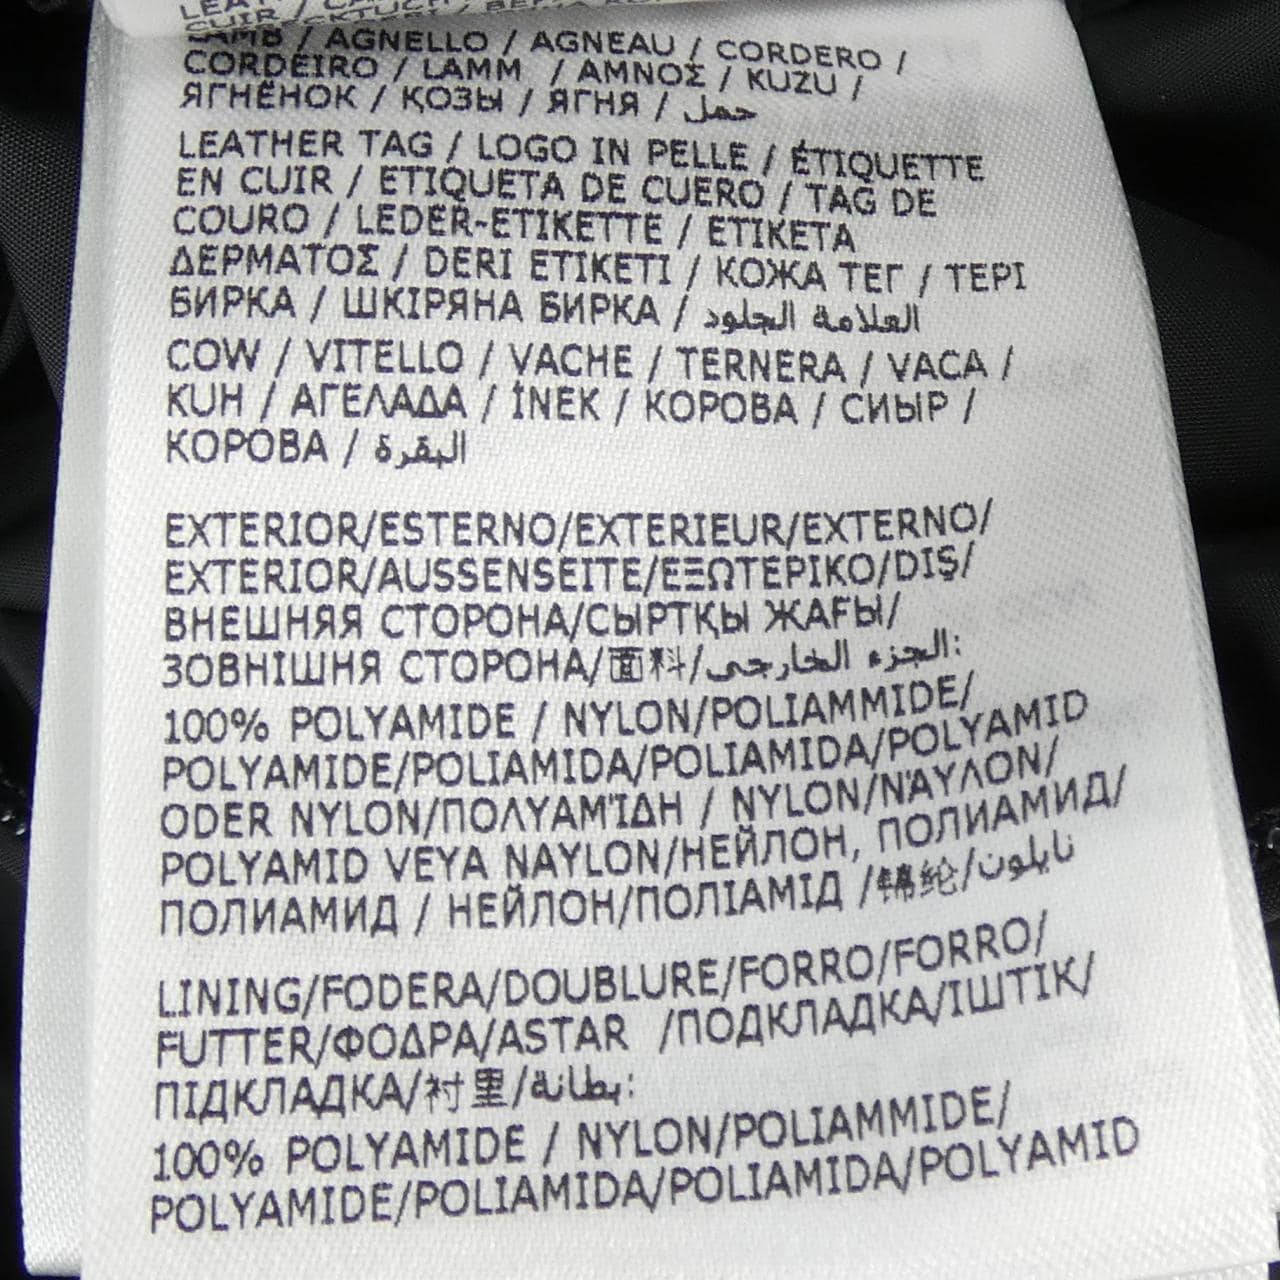 CUIR /
LAMB / AGNELLO / AGNEAU / CORDERO /
CORDEIRO / LAMM / ΑΜΝΟΣ / KUZU /
ЯГНЁНОК / ҚОЗЫ / ЯГНЯ / حمل
LEATHER TAG / LOGO IN PELLE / ÉTIQUETTE
EN CUIR / ETIQUETA DE CUERO / TAG DE
COURO / LEDER-ETIKETTE / ETIKETA
ΔΕΡΜΑΤΟΣ / DERI ETIKETI / КОЖА ТЕГ / ТЕРІ
БИРКА / ШКІРЯНА БИРКА / العلامة الجلود
COW / VITELLO / VACHE / TERNERA / VACA /
KUH / ΑΓΕΛΑΔΑ / İNEK / КОРОВА / СИЫР /
КОРОВА / البقرة
EXTERIOR/ESTERNO/EXTERIEUR/EXTERNO/
EXTERIOR/AUSSENSEITE/ΕΞΩΤΕΡΙΚΟ/DIŞ/
ВНЕШНЯЯ СТОРОНА/СЫРТҚЫ ЖАҒЫ/
ЗОВНІШНЯ СТОРОНА/面料/الجزء الخارجى:
100% POLYAMIDE / NYLON/POLIAMMIDE/
POLYAMIDE/POLIAMIDA/POLIAMIDA/POLYAMID
ODER NYLON/ΠΟΛΥΑΜΊΔΗ / NYLON/ΝΆΥΛΟΝ/
POLYAMID VEYA NAYLON/НЕЙЛОН, ПОЛИАМИД/
ПОЛИАМИД / НЕЙЛОН/ПОЛІАМІД /锦纶/نايلون
LINING/FODERA/DOUBLURE/FORRO/FORRO/
FUTTER/ΦΟΔΡΑ/ASTAR /ПОДКЛАДКА/ІШТІК/
ПІДКЛАДКА/衬里/بطانة:
100% POLYAMIDE / NYLON/POLIAMMIDE/
POLYAMIDE/POLIAMIDA/POLIAMIDA/POLYAMID